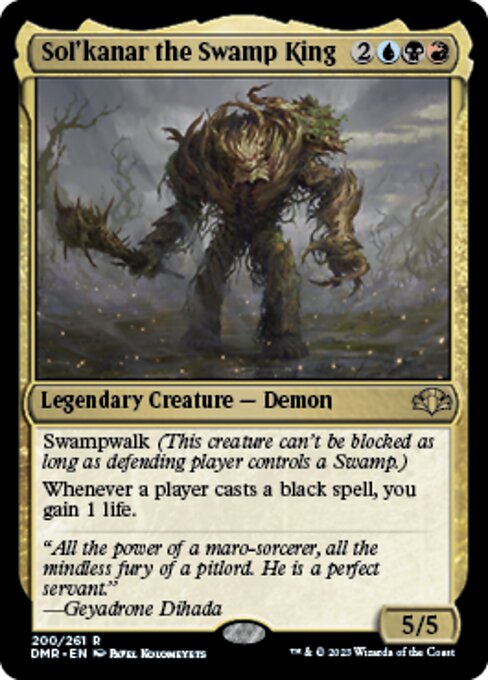 Sol'kanar the Swamp King 2
Legendary Creature — Demon
Swampwalk (This creature can't be blocked as
long as defending player controls a Swamp.)
Whenever a player casts a black spell, you
gain 1 life.
“All the power of a maro-sorcerer, all the
mindless fury of a pitlord. He is a perfect
servant.”
—Geyadrone Dihada
5/5
200/261 R
DMR • EN Pavel Kolomeyets
™ & © 2023 Wizards of the Coast